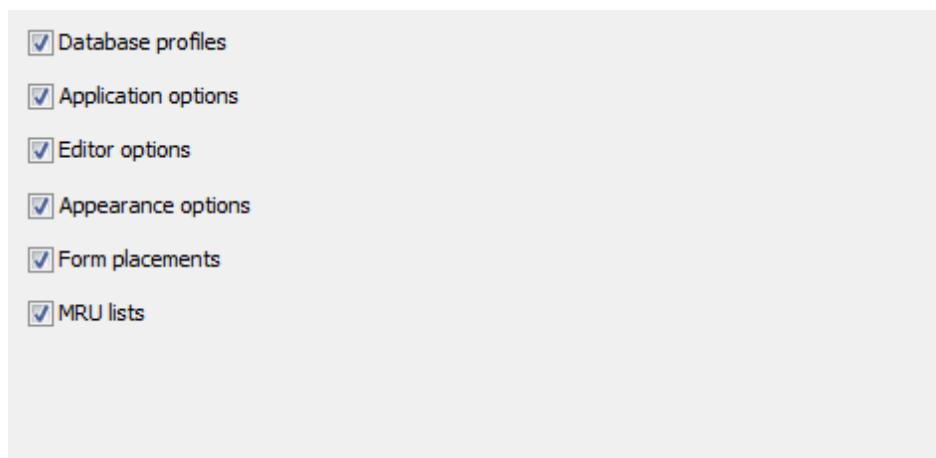 Database profiles
Application options
Editor options
Appearance options
Form placements
MRU lists